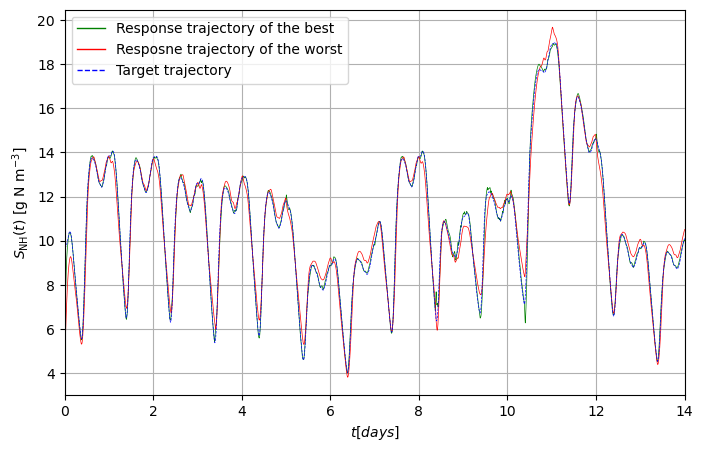 Response trajectory of the best
Resposne trajectory of the worst
Target trajectory
20
18
16
14
12
10
8
6
4
s_NH(t) [g N m⁻³]
0 2 4 6 8 10 12 14
t[days]